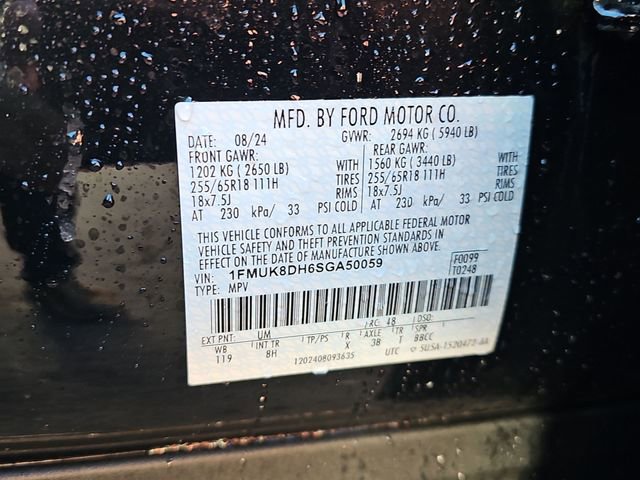 MFD. BY FORD MOTOR CO.
DATE: 08/24 GVWR: 2694 KG ( 5940 LB)
FRONT GAWR: REAR GAWR:
1202 KG ( 2650 LB) WITH 1560 KG ( 3440 LB) WITH
255/65R18 111H TIRES 255/65R18 111H TIRES
18x7.5J RIMS 18x7.5J RIMS
AT 230 kPa/ 33 PSI COLD AT 230 kPa/ 33 PSI COLD
THIS VEHICLE CONFORMS TO ALL APPLICABLE FEDERAL MOTOR
VEHICLE SAFETY AND THEFT PREVENTION STANDARDS IN
EFFECT ON THE DATE OF MANUFACTURE SHOWN ABOVE.
VIN: 1FMUK8DH6SGA50059 F0099
TYPE: MPV T0248
EXT PNT: UM RC: 48 DSO:
WB INT TR TP/PS R AXLE TR SPR
119 8H X 3B T BBCC
1202408093635 UTC SU5A-1520472-AA